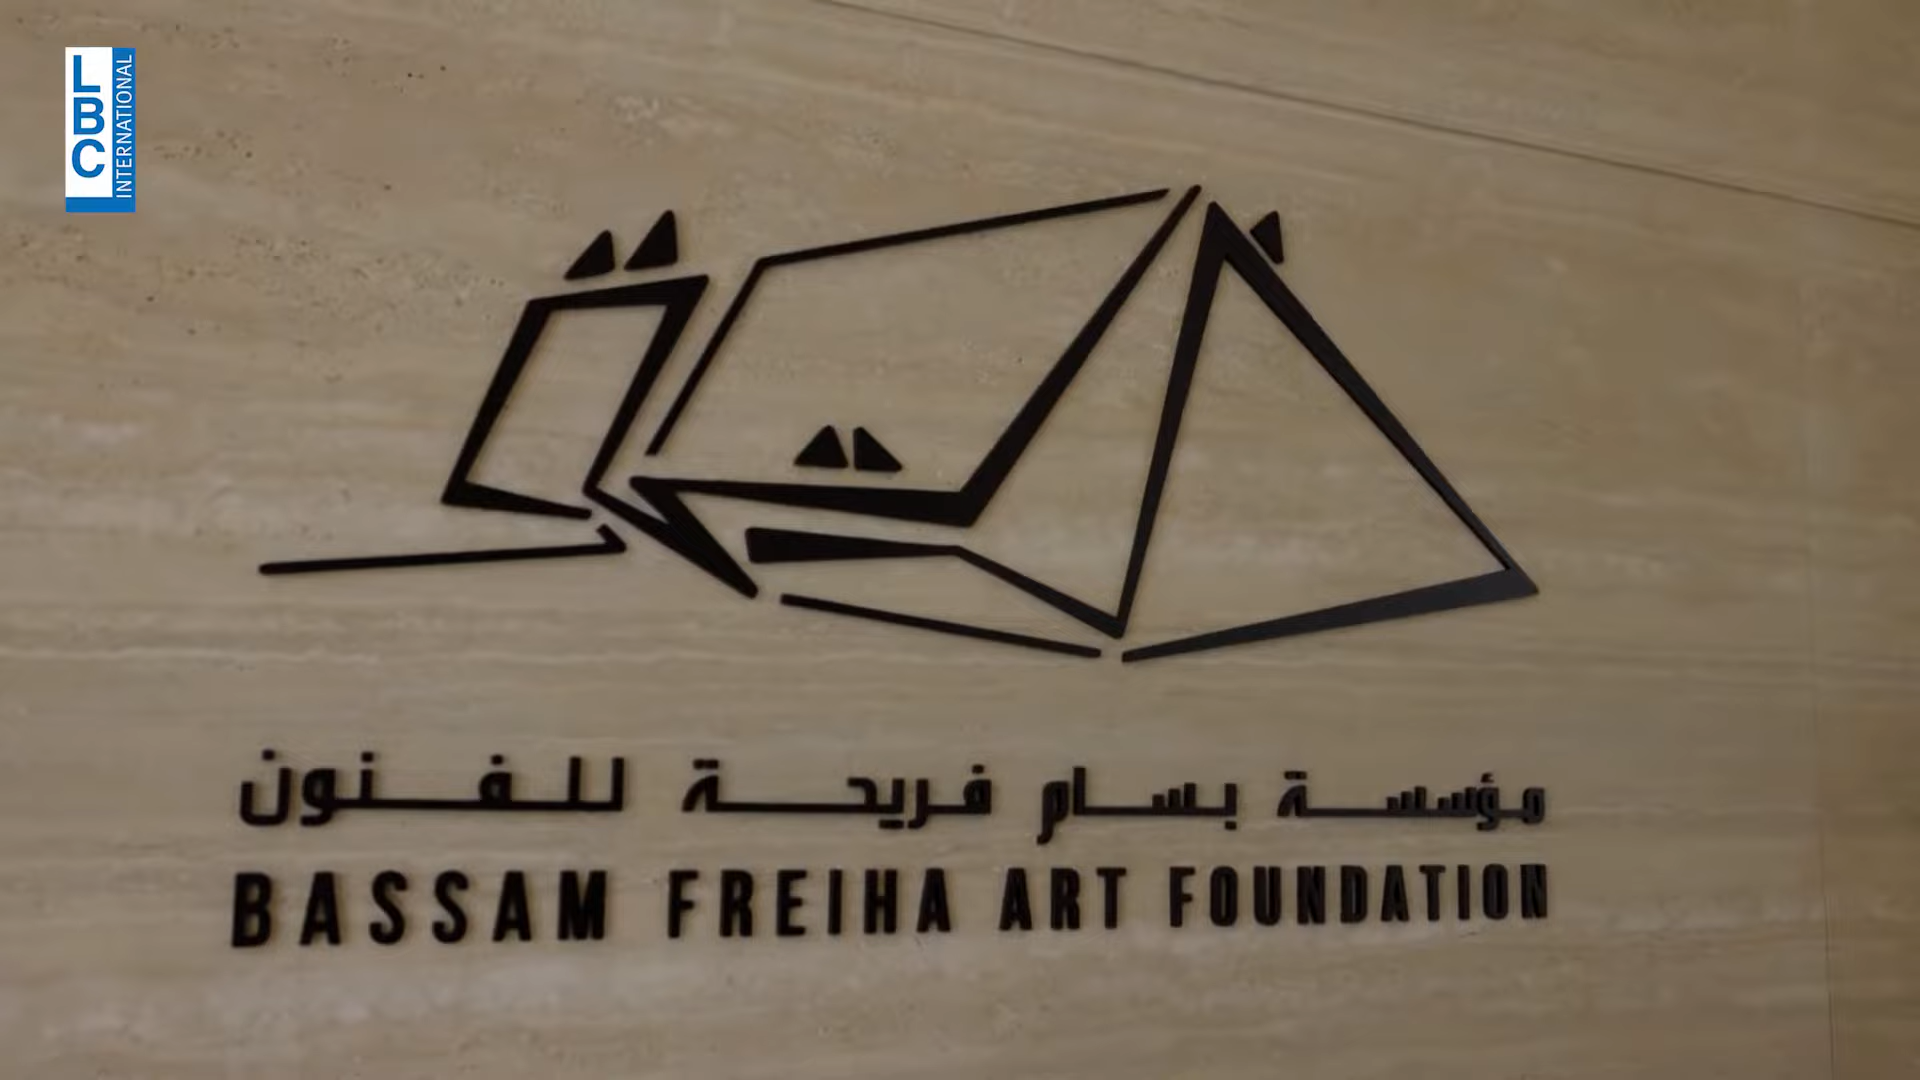 LBC
INTERNATIONAL
مؤسسة بسام فريحة للفنون
BASSAM FREIHA ART FOUNDATION